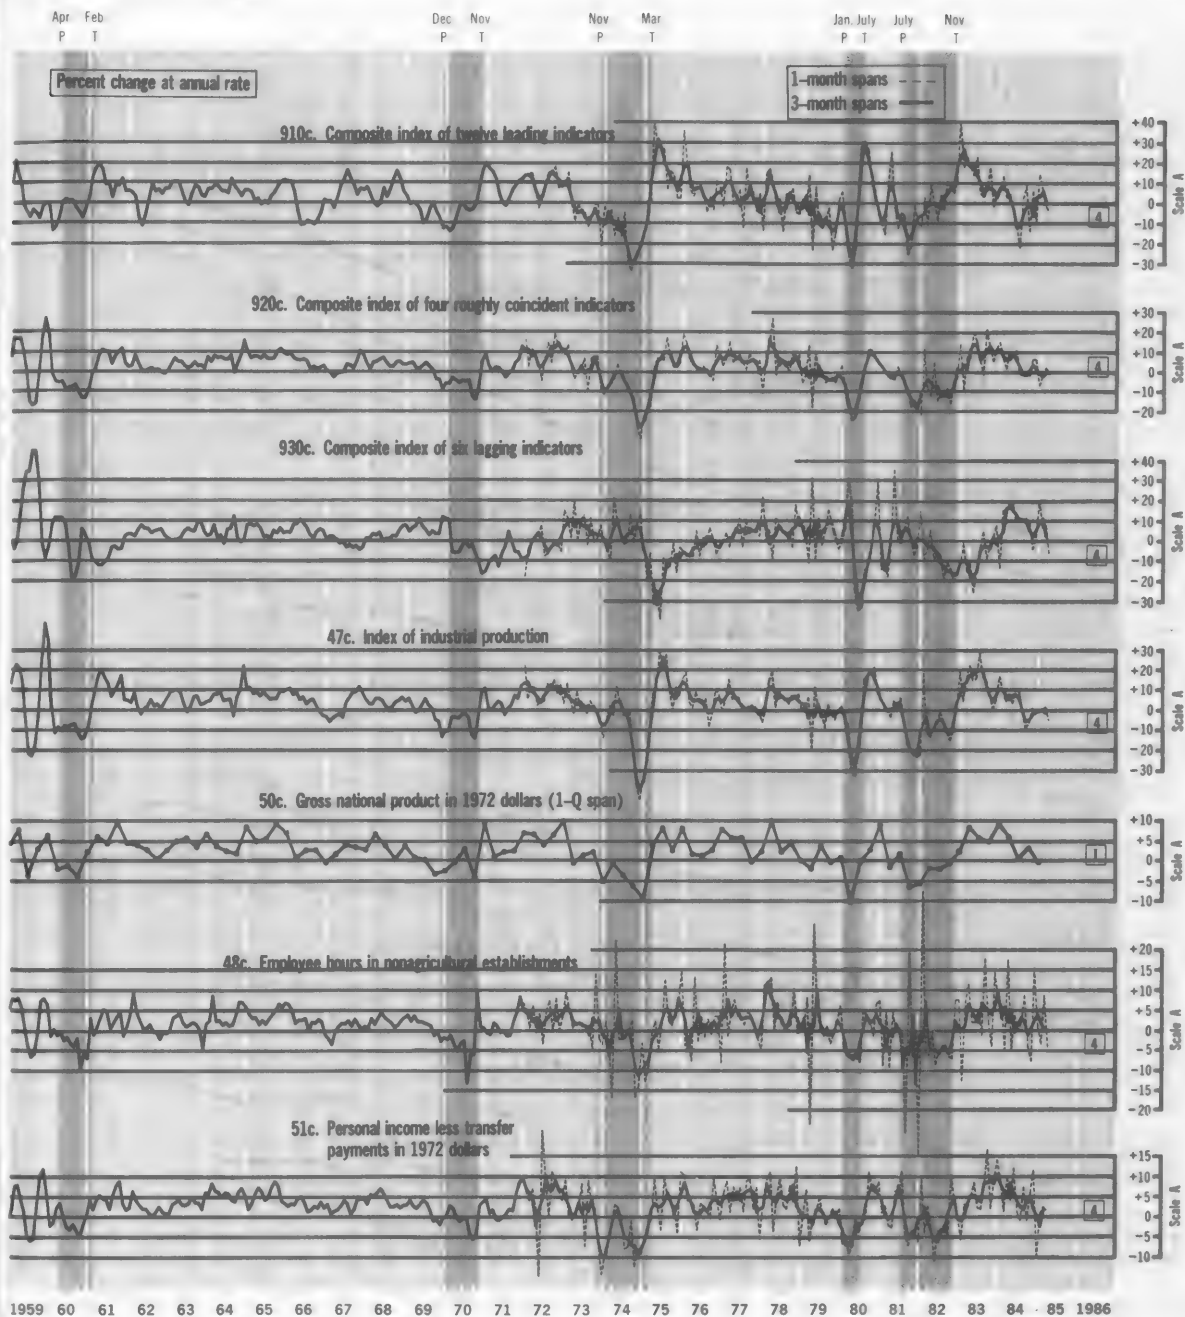 Apr Feb Dec Nov Nov Mar Jan. July July Nov
P T P T P T P T P T
Percent change at annual rate
1-month spans
3-month spans
910c. Composite index of twelve leading indicators
+40
+30
+20
+10
0
-10
-20
-30
Scale A
4
920c. Composite index of four roughly coincident indicators
+30
+20
+10
0
-10
-20
Scale A
4
930c. Composite index of six lagging indicators
+40
+30
+20
+10
0
-10
-20
-30
Scale A
4
47c. Index of industrial production
+30
+20
+10
0
-10
-20
-30
Scale A
4
50c. Gross national product in 1972 dollars (1-Q span)
+10
+5
0
-5
-10
Scale A
1
48c. Employee hours in nonagricultural establishments
+20
+15
+10
+5
0
-5
-10
-15
-20
Scale A
4
51c. Personal income less transfer
payments in 1972 dollars
+15
+10
+5
0
-5
-10
Scale A
4
1959 60 61 62 63 64 65 66 67 68 69 70 71 72 73 74 75 76 77 78 79 80 81 82 83 84 85 1986